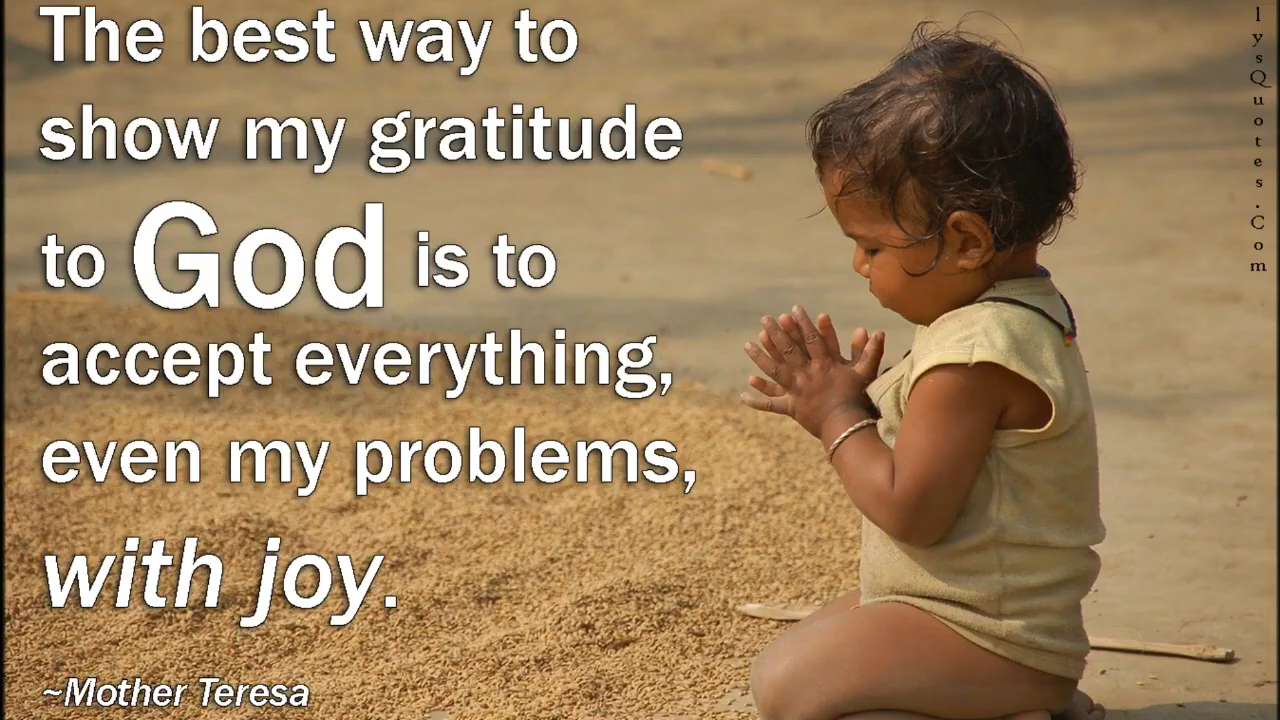 The best way to
show my gratitude
to God is to
accept everything,
even my problems,
with joy.
~Mother Teresa
lysQuotes.Com